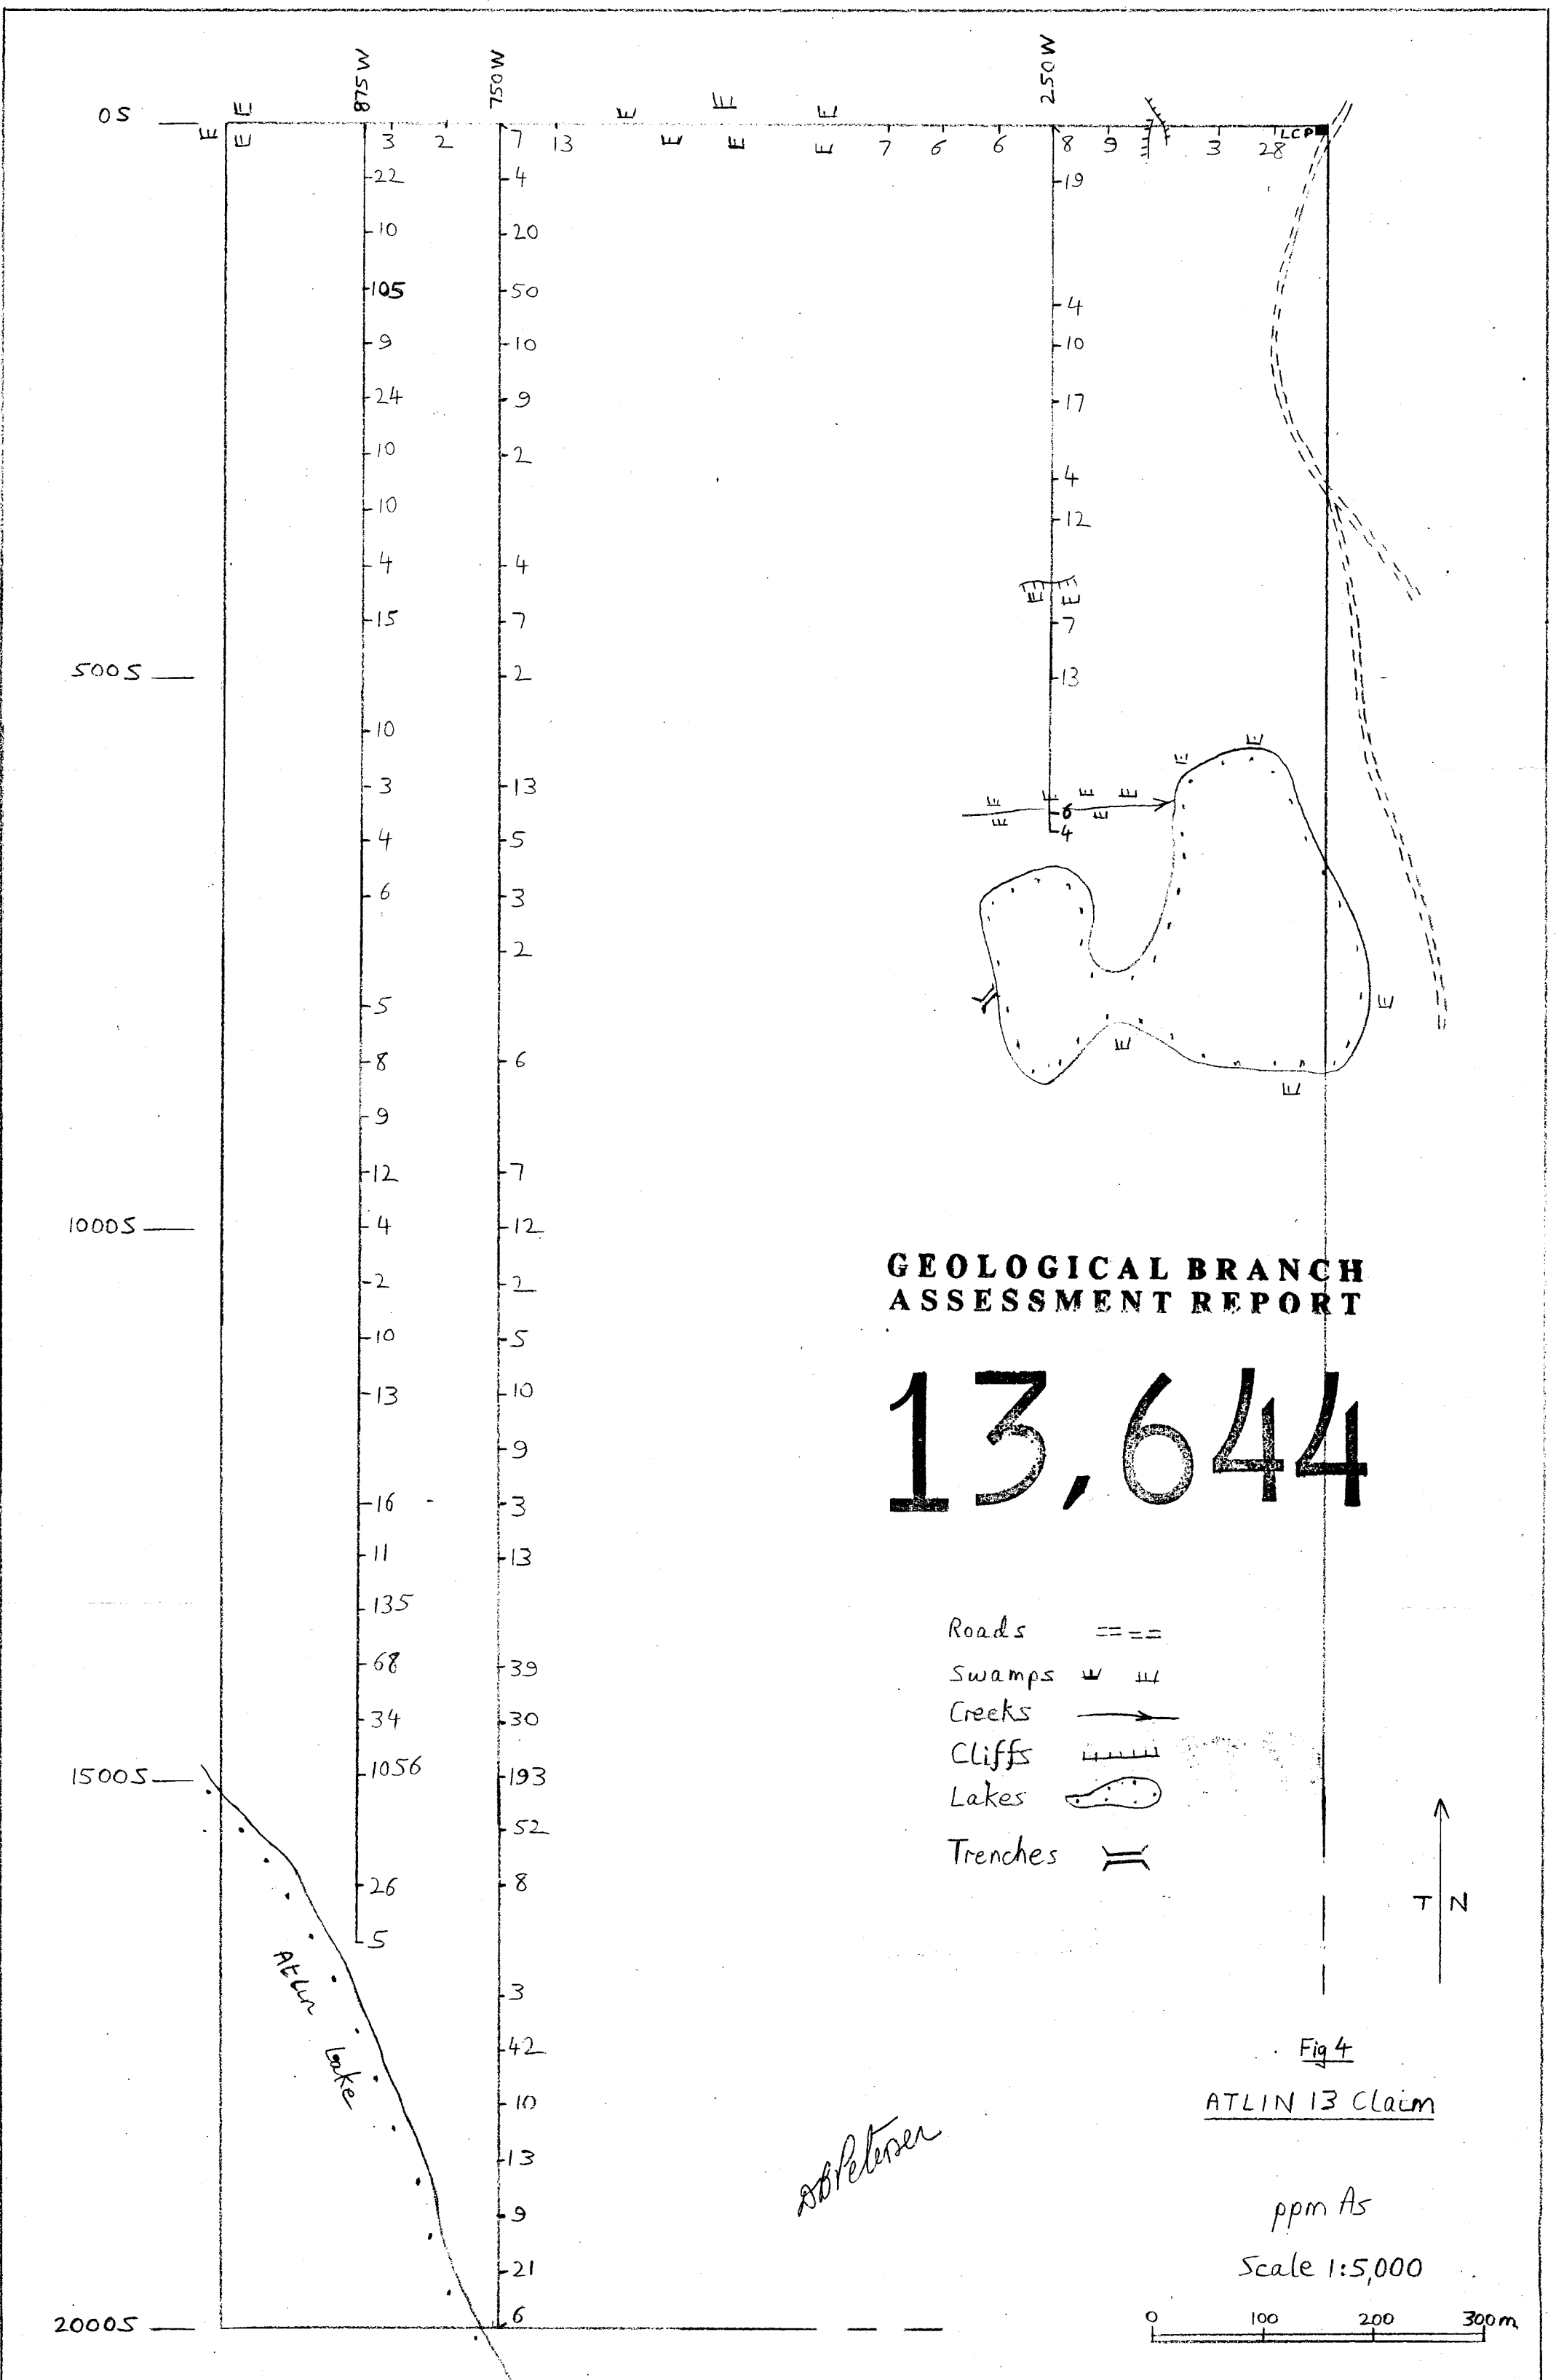 875W
750W
250W
0S
3 2 7 13 7 6 6 8 9 3 28 LCP
22
10
105
9
24
10
10
4
15
10
3
4
6
5
8
9
12
4
2
10
13
16
11
135
68
34
1056
26
5
4
20
50
10
9
2
4
7
2
13
5
3
2
6
7
12
2
5
10
9
3
13
39
30
193
52
8
3
42
10
13
9
21
6
19
4
10
17
4
12
7
13
6
4
500S
1000S
1500S
2000S
GEOLOGICAL BRANCH
ASSESSMENT REPORT
13,644
Roads
Swamps
Creeks
Cliffs
Lakes
Trenches
T N
Atlin Lake
Fig 4
ATLIN 13 Claim
DB Petersen
ppm As
Scale 1:5,000
0 100 200 300m